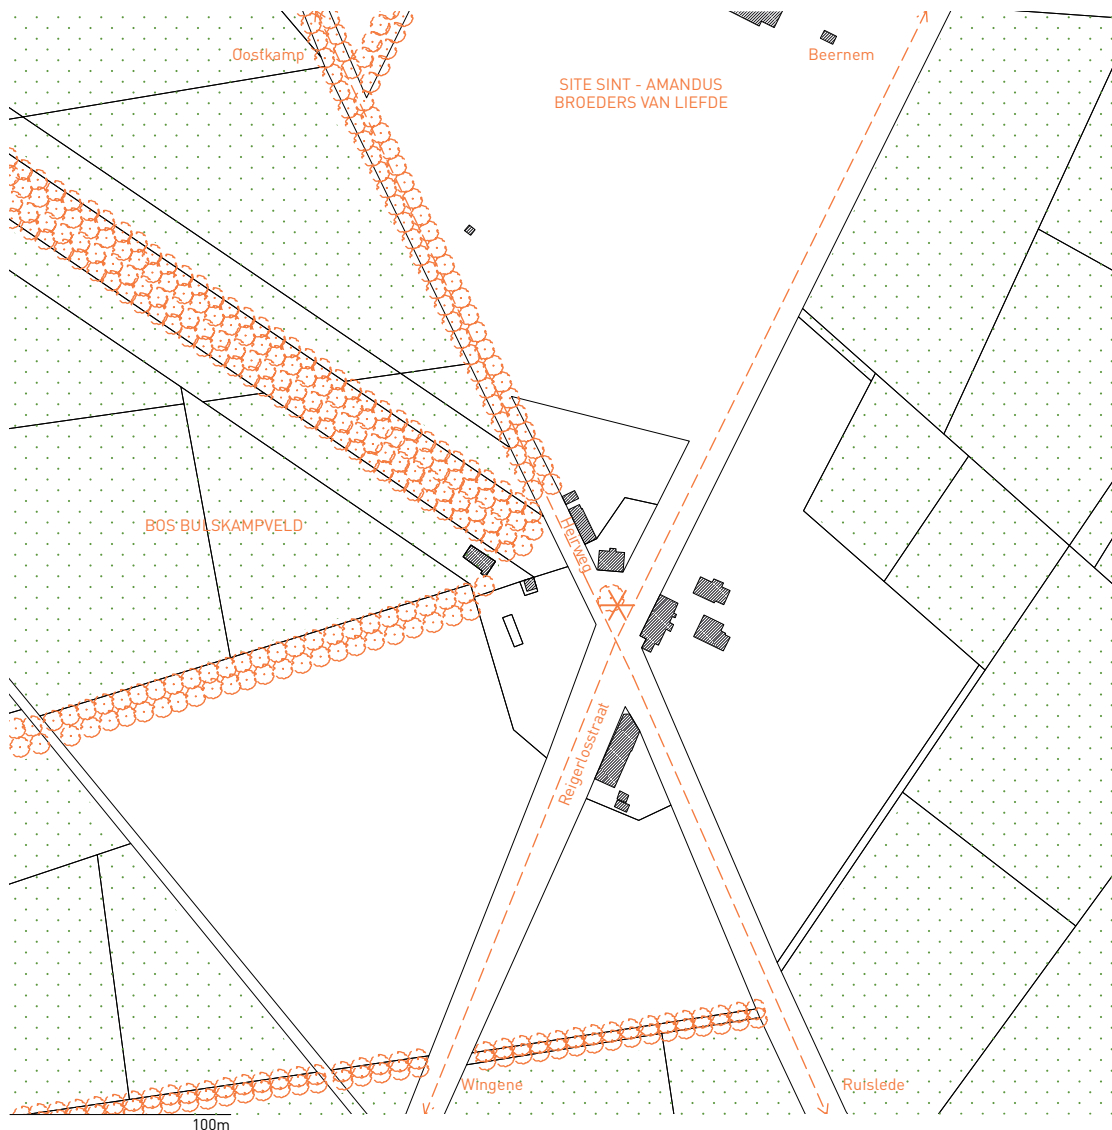 Oostkamp
Beernem
SITE SINT - AMANDUS
BROEDERS VAN LIEFDE
BOS BULSKAMPVELD
Heirweg
Reigerlosstraat
WIngene
Ruislede
100m